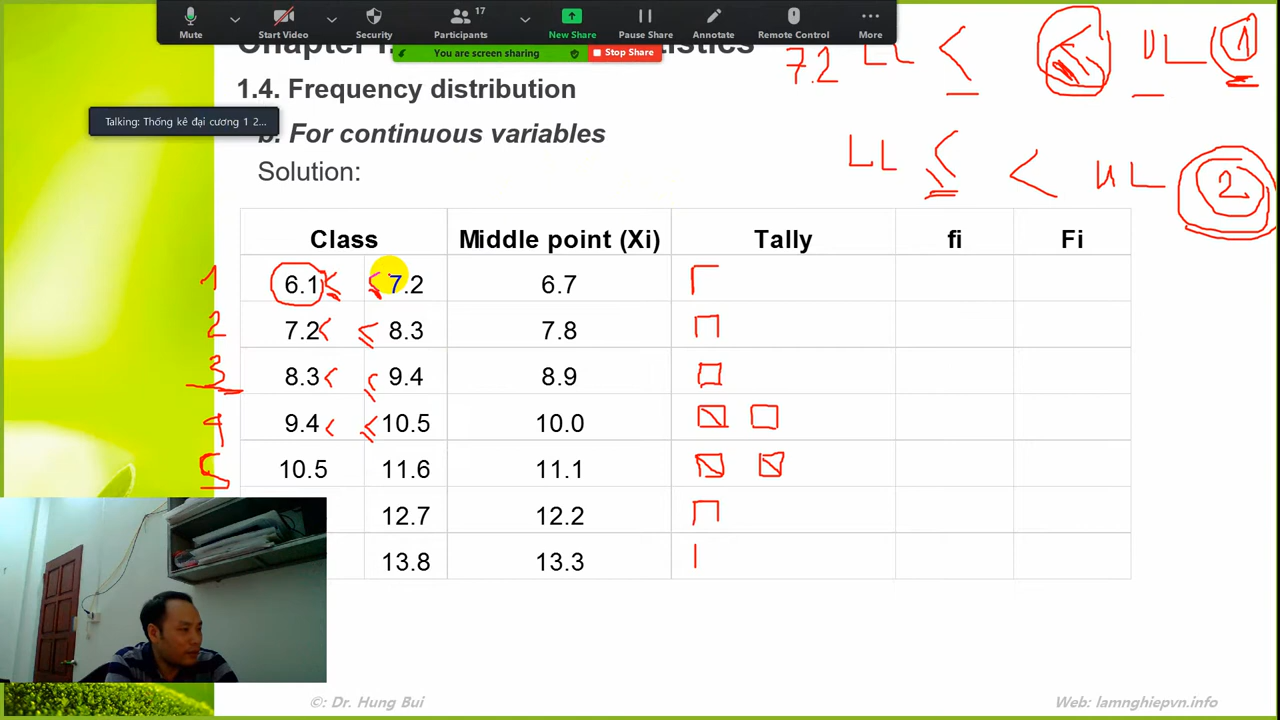 17
Mute
Start Video
Security
Participants
New Share
Pause Share
Annotate
Remote Control
More
You are screen sharing
Stop Share
7.2 LL < < UL 1
1.4. Frequency distribution
Talking: Thống kê đại cương 1 2...
b. For continuous variables
LL ≤ < UL 2
Solution:
Class Middle point (Xi) Tally fi Fi
1 6.1 ≤ ≤ 7.2 6.7
2 7.2 < ≤ 8.3 7.8
3 8.3 < ≤ 9.4 8.9
4 9.4 < ≤ 10.5 10.0
5 10.5 11.6 11.1
12.7 12.2
13.8 13.3
©: Dr. Hung Bui
Web: lamnghiepvn.info